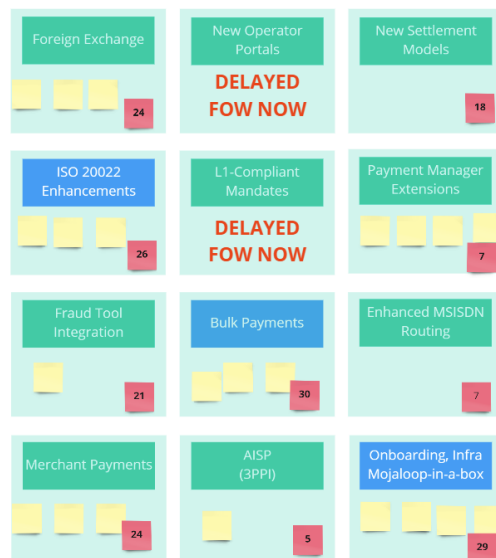 Foreign Exchange
24
New Operator
Portals
DELAYED
FOW NOW
New Settlement
Models
18
ISO 20022
Enhancements
26
L1-Compliant
Mandates
DELAYED
FOW NOW
Payment Manager
Extensions
7
Fraud Tool
Integration
21
Bulk Payments
30
Enhanced MSISDN
Routing
7
Merchant Payments
24
AISP
(3PPI)
5
Onboarding, Infra
Mojaloop-in-a-box
29